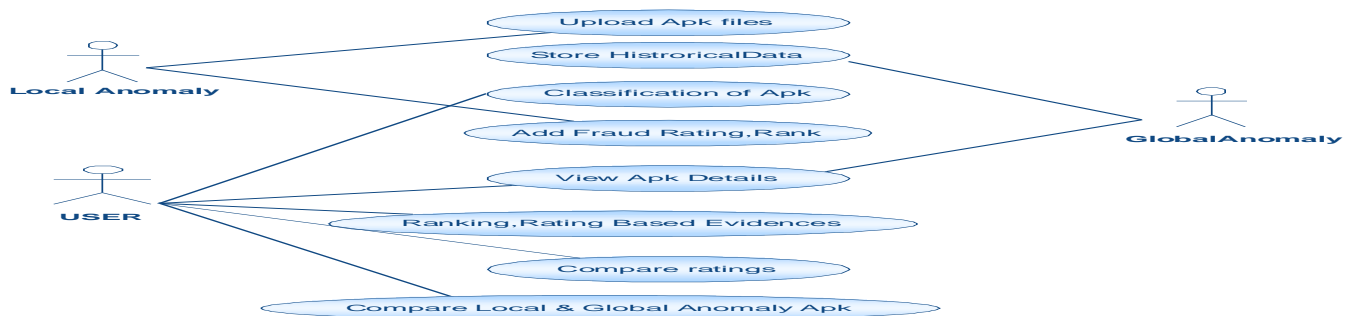 Upload Apk files
Store HistroricalData
Local Anomaly
Classification of Apk
Add Fraud Rating,Rank
GlobalAnomaly
View Apk Details
USER
Ranking,Rating Based Evidences
Compare ratings
Compare Local & Global Anomaly Apk